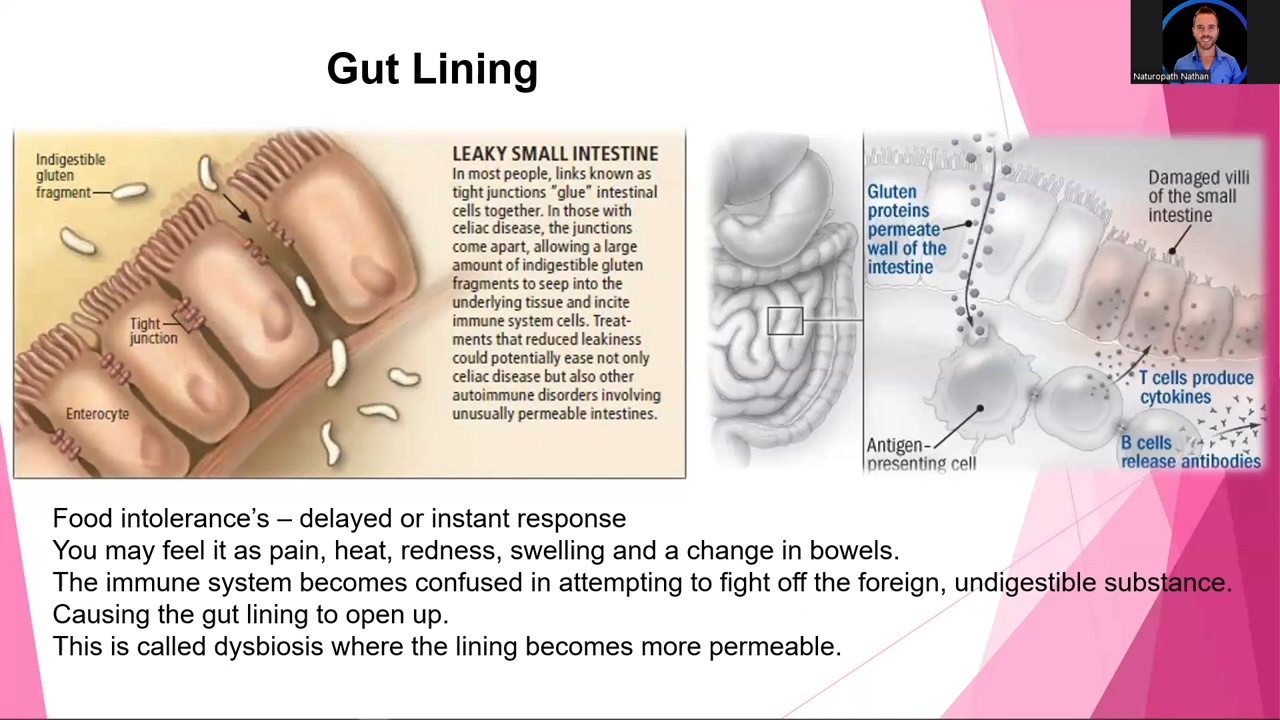 Gut Lining
Naturopath Nathan
Indigestible
gluten
fragment
Tight
junction
Enterocyte
LEAKY SMALL INTESTINE
In most people, links known as
tight junctions "glue" intestinal
cells together. In those with
celiac disease, the junctions
come apart, allowing a large
amount of indigestible gluten
fragments to seep into the
underlying tissue and incite
immune system cells. Treat-
ments that reduced leakiness
could potentially ease not only
celiac disease but also other
autoimmune disorders involving
unusually permeable intestines.
Gluten
proteins
permeate
wall of the
intestine
Damaged villi
of the small
intestine
T cells produce
cytokines
Antigen-
presenting cell
B cells
release antibodies
Food intolerance’s – delayed or instant response
You may feel it as pain, heat, redness, swelling and a change in bowels.
The immune system becomes confused in attempting to fight off the foreign, undigestible substance.
Causing the gut lining to open up.
This is called dysbiosis where the lining becomes more permeable.